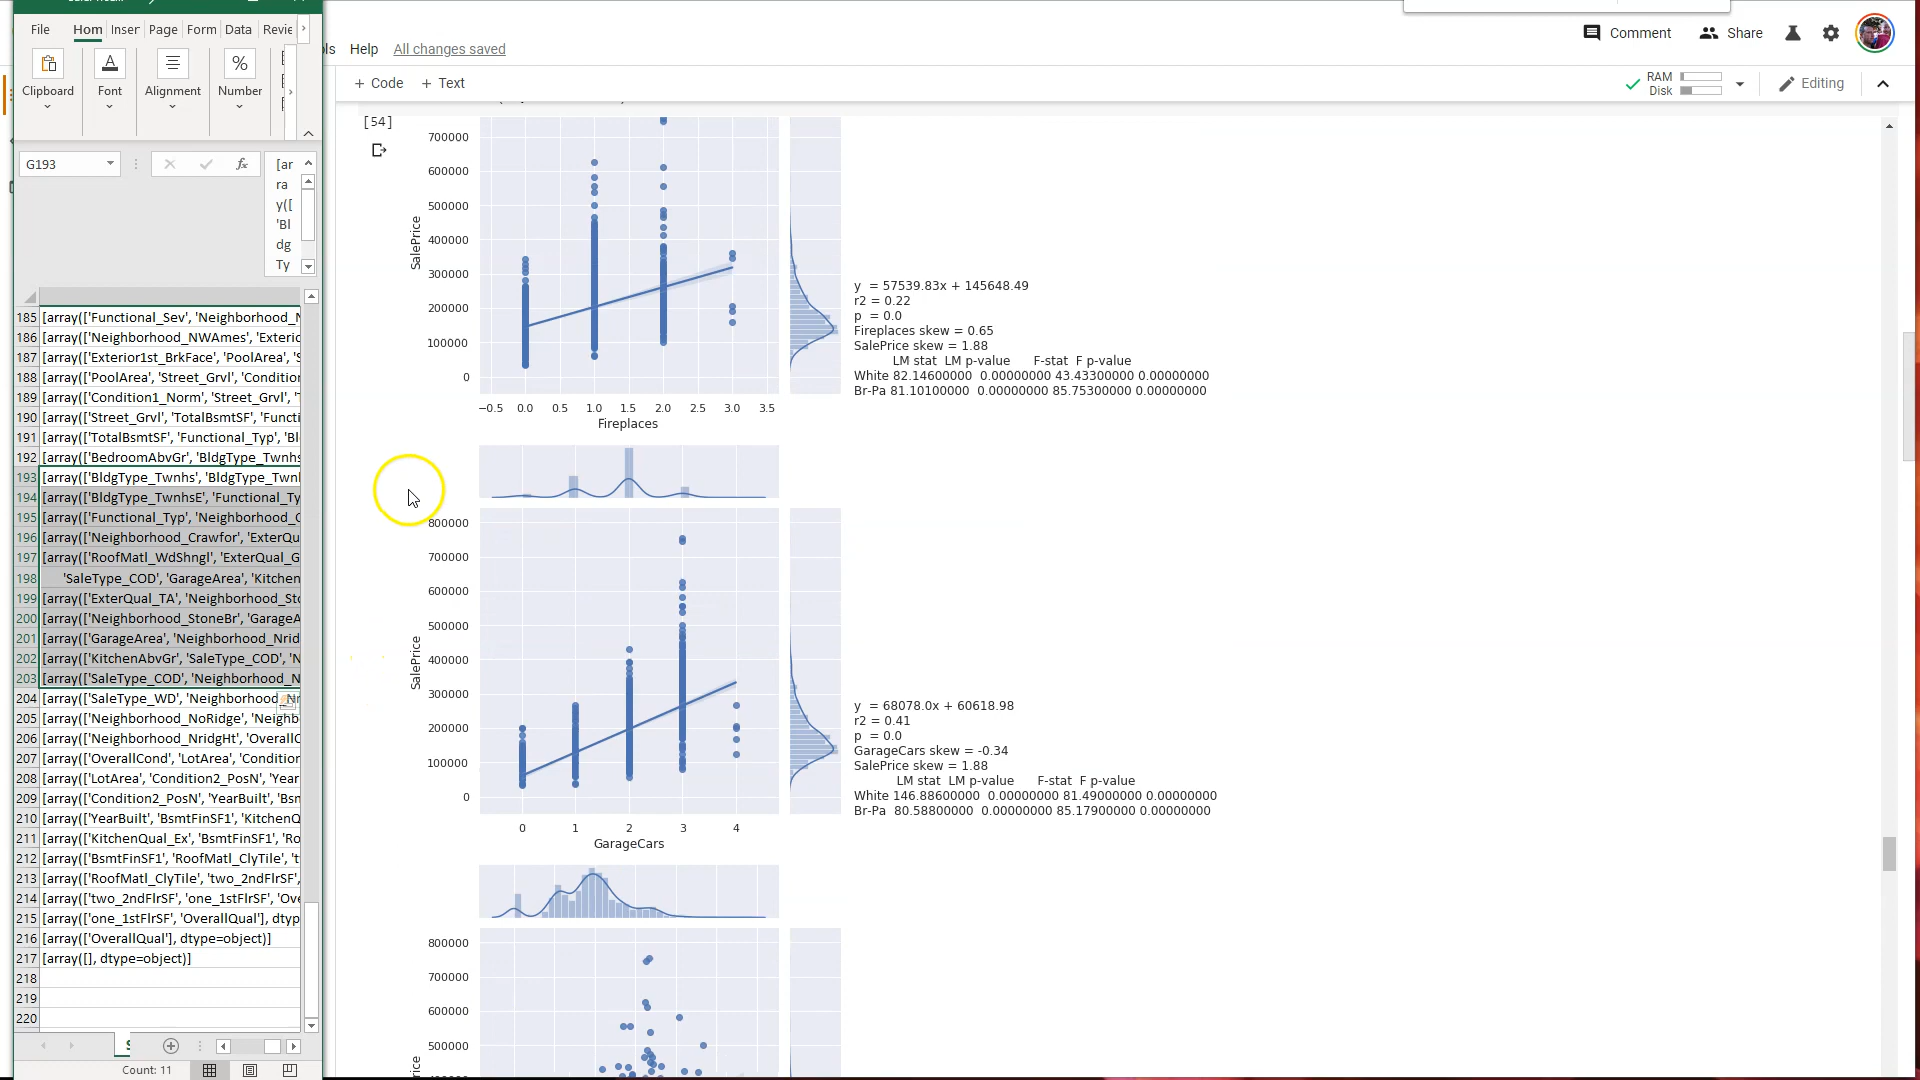 File Hom Inser Page Form Data Revie
Clipboard Font Alignment Number
G193
[ar
ra
y([
'Bl
dg
Ty
185 [array(['Functional_Sev', 'Neighborhood_N
186 [array(['Neighborhood_NWAmes', 'Exterio
187 [array(['Exterior1st_BrkFace', 'PoolArea', 'S
188 [array(['PoolArea', 'Street_Grvl', 'Condition
189 [array(['Condition1_Norm', 'Street_Grvl', 'T
190 [array(['Street_Grvl', 'TotalBsmtSF', 'Functi
191 [array(['TotalBsmtSF', 'Functional_Typ', 'Bl
192 [array(['BedroomAbvGr', 'BldgType_Twnhs
193 [array(['BldgType_Twnhs', 'BldgType_Twnl
194 [array(['BldgType_TwnhsE', 'Functional_Ty
195 [array(['Functional_Typ', 'Neighborhood_C
196 [array(['Neighborhood_Crawfor', 'ExterQu
197 [array(['RoofMatl_WdShngl', 'ExterQual_G
198 'SaleType_COD', 'GarageArea', 'Kitchen
199 [array(['ExterQual_TA', 'Neighborhood_Sto
200 [array(['Neighborhood_StoneBr', 'GarageA
201 [array(['GarageArea', 'Neighborhood_Nrid
202 [array(['KitchenAbvGr', 'SaleType_COD', 'N
203 [array(['SaleType_COD', 'Neighborhood_N
204 [array(['SaleType_WD', 'Neighborhood_N
205 [array(['Neighborhood_NoRidge', 'Neighb
206 [array(['Neighborhood_NridgHt', 'OverallC
207 [array(['OverallCond', 'LotArea', 'Condition
208 [array(['LotArea', 'Condition2_PosN', 'Year
209 [array(['Condition2_PosN', 'YearBuilt', 'Bsn
210 [array(['YearBuilt', 'BsmtFinSF1', 'KitchenQ
211 [array(['KitchenQual_Ex', 'BsmtFinSF1', 'Ro
212 [array(['BsmtFinSF1', 'RoofMatl_ClyTile', 't
213 [array(['RoofMatl_ClyTile', 'two_2ndFlrSF',
214 [array(['two_2ndFlrSF', 'one_1stFlrSF', 'Ove
215 [array(['one_1stFlrSF', 'OverallQual'], dtyp
216 [array(['OverallQual'], dtype=object)]
217 [array([], dtype=object)]
218
219
220
Count: 11
ols Help All changes saved
Comment Share
+ Code + Text
RAM
Disk
Editing
[54]
700000
600000
500000
400000
300000
200000
100000
0
SalePrice
−0.5 0.0 0.5 1.0 1.5 2.0 2.5 3.0 3.5
Fireplaces
y = 57539.83x + 145648.49
r2 = 0.22
p = 0.0
Fireplaces skew = 0.65
SalePrice skew = 1.88
LM stat LM p-value F-stat F p-value
White 82.14600000 0.00000000 43.43300000 0.00000000
Br-Pa 81.10100000 0.00000000 85.75300000 0.00000000
800000
700000
600000
500000
400000
300000
200000
100000
0
SalePrice
0 1 2 3 4
GarageCars
y = 68078.0x + 60618.98
r2 = 0.41
p = 0.0
GarageCars skew = -0.34
SalePrice skew = 1.88
LM stat LM p-value F-stat F p-value
White 146.88600000 0.00000000 81.49000000 0.00000000
Br-Pa 80.58800000 0.00000000 85.17900000 0.00000000
800000
700000
600000
500000
rice